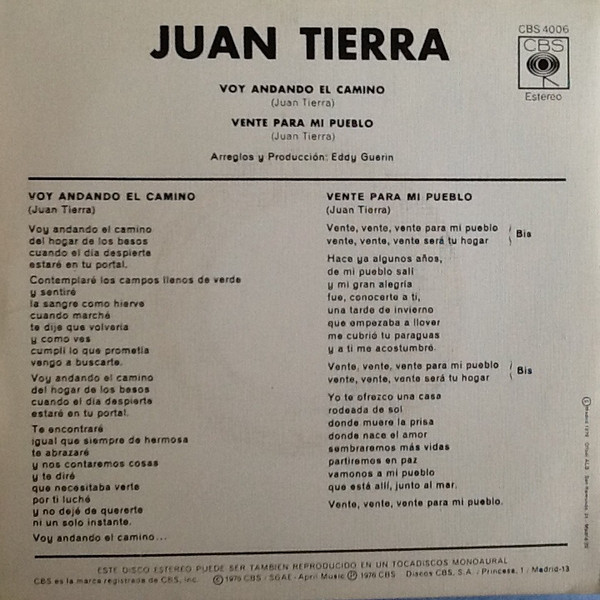 JUAN TIERRA
CBS 4006
CBS
Estéreo
VOY ANDANDO EL CAMINO
(Juan Tierra)
VENTE PARA MI PUEBLO
(Juan Tierra)
Arreglos y Producción: Eddy Guerin
VOY ANDANDO EL CAMINO
(Juan Tierra)
Voy andando el camino
del hogar de los besos
cuando el día despierte
estaré en tu portal.
Contemplaré los campos llenos de verde
y sentiré
la sangre como hierve
cuando marché
te dije que volvería
y como ves
cumplí lo que prometía
vengo a buscarte.
Voy andando el camino
del hogar de los besos
cuando el día despierte
estaré en tu portal.
Te encontraré
igual que siempre de hermosa
te abrazaré
y nos contaremos cosas
y te diré
que necesitaba verte
por ti luché
y no dejé de quererte
ni un solo instante.
Voy andando el camino...
VENTE PARA MI PUEBLO
(Juan Tierra)
Vente, vente, vente para mi pueblo
vente, vente, vente será tu hogar
Bis
Hace ya algunos años,
de mi pueblo salí
y mi gran alegría
fue, conocerte a ti,
una tarde de invierno
que empezaba a llover
me cubrió tu paraguas
y a ti me acostumbré.
Vente, vente, vente para mi pueblo
vente, vente, vente será tu hogar
Bis
Yo te ofrezco una casa
rodeada de sol
donde muere la prisa
donde nace el amor
sembraremos más vidas
partiremos en paz
vamonos a mi pueblo
que está allí, junto al mar.
Vente, vente, vente para mi pueblo.
ESTE DISCO ESTEREO PUEDE SER TAMBIEN REPRODUCIDO EN UN TOCADISCOS MONOAURAL
CBS es la marca registrada de CBS, Inc. © 1976 CBS - SGAE - April Music ℗ 1976 CBS Discos CBS, S.A. / Princesa, 1 / Madrid-13